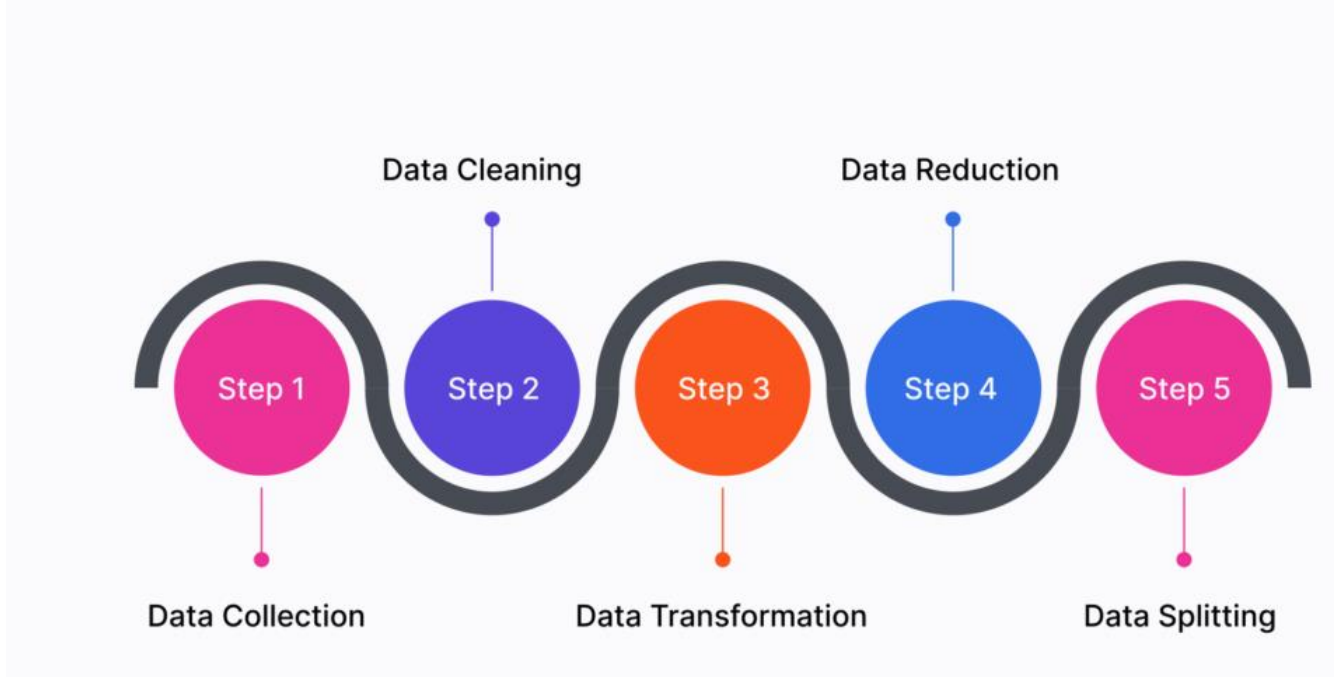 Data Cleaning
Data Reduction
Step 1
Step 2
Step 3
Step 4
Step 5
Data Collection
Data Transformation
Data Splitting